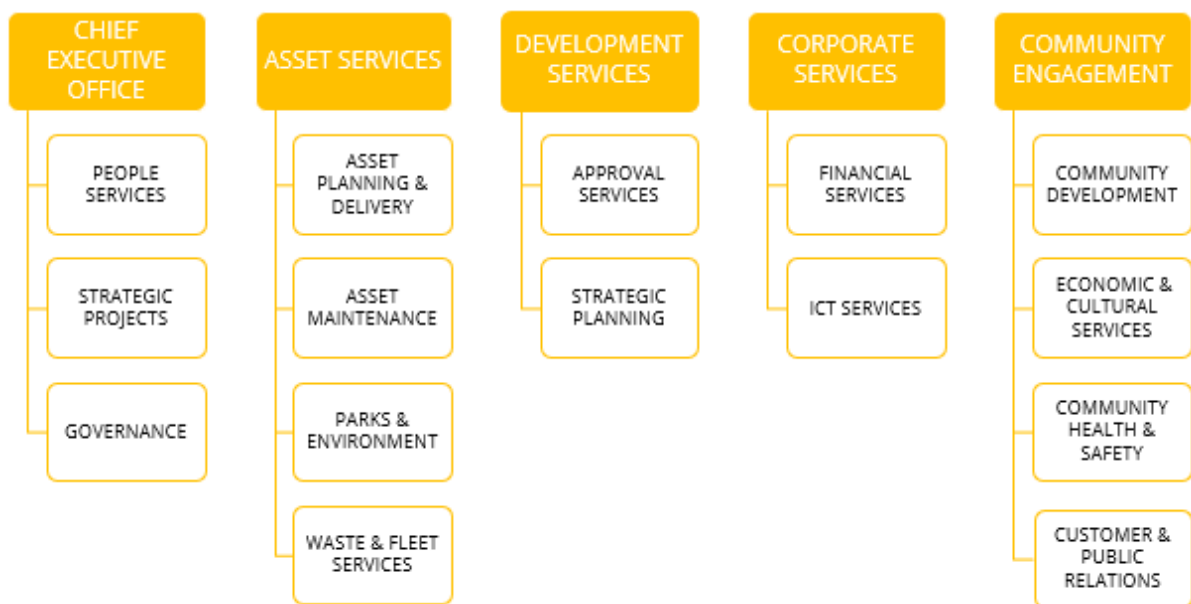 CHIEF
EXECUTIVE
OFFICE
PEOPLE
SERVICES
STRATEGIC
PROJECTS
GOVERNANCE
ASSET SERVICES
ASSET
PLANNING &
DELIVERY
ASSET
MAINTENANCE
PARKS &
ENVIRONMENT
WASTE & FLEET
SERVICES
DEVELOPMENT
SERVICES
APPROVAL
SERVICES
STRATEGIC
PLANNING
CORPORATE
SERVICES
FINANCIAL
SERVICES
ICT SERVICES
COMMUNITY
ENGAGEMENT
COMMUNITY
DEVELOPMENT
ECONOMIC &
CULTURAL
SERVICES
COMMUNITY
HEALTH &
SAFETY
CUSTOMER &
PUBLIC
RELATIONS